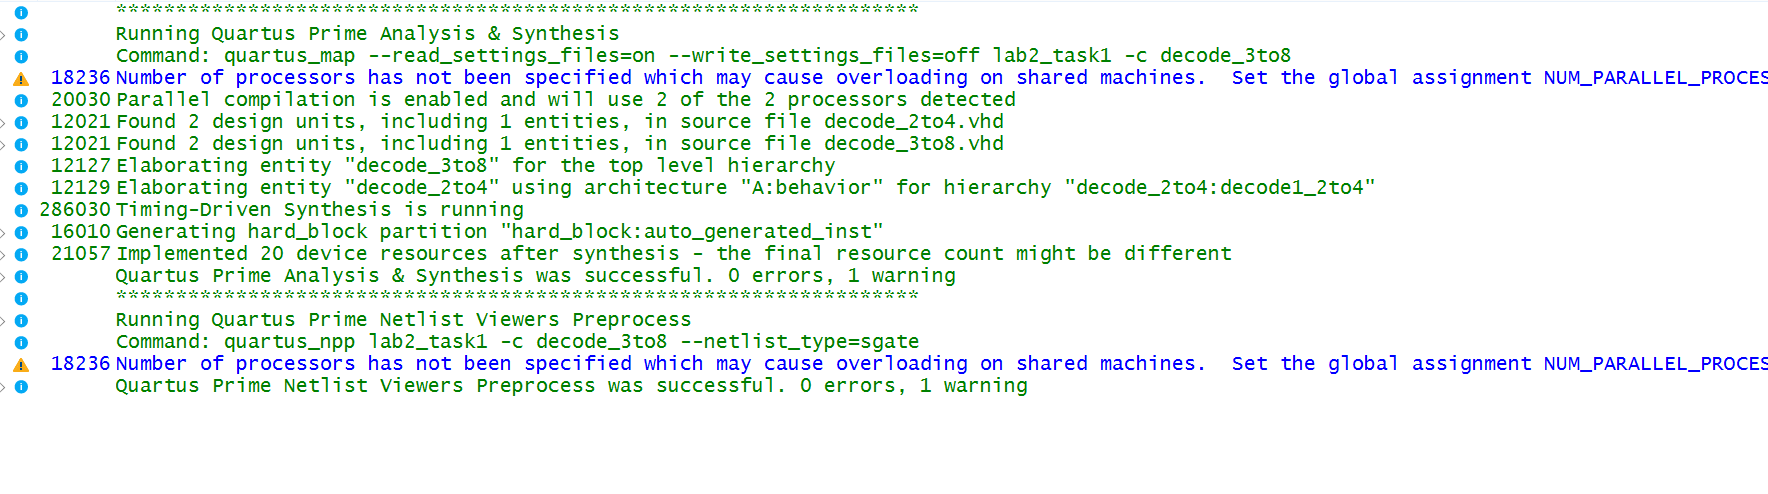 *******************************************************************
Running Quartus Prime Analysis & Synthesis
Command: quartus_map --read_settings_files=on --write_settings_files=off lab2_task1 -c decode_3to8
18236 Number of processors has not been specified which may cause overloading on shared machines.  Set the global assignment NUM_PARALLEL_PROCES
20030 Parallel compilation is enabled and will use 2 of the 2 processors detected
12021 Found 2 design units, including 1 entities, in source file decode_2to4.vhd
12021 Found 2 design units, including 1 entities, in source file decode_3to8.vhd
12127 Elaborating entity "decode_3to8" for the top level hierarchy
12129 Elaborating entity "decode_2to4" using architecture "A:behavior" for hierarchy "decode_2to4:decode1_2to4"
286030 Timing-Driven Synthesis is running
16010 Generating hard_block partition "hard_block:auto_generated_inst"
21057 Implemented 20 device resources after synthesis - the final resource count might be different
Quartus Prime Analysis & Synthesis was successful. 0 errors, 1 warning
*******************************************************************
Running Quartus Prime Netlist Viewers Preprocess
Command: quartus_npp lab2_task1 -c decode_3to8 --netlist_type=sgate
18236 Number of processors has not been specified which may cause overloading on shared machines.  Set the global assignment NUM_PARALLEL_PROCES
Quartus Prime Netlist Viewers Preprocess was successful. 0 errors, 1 warning